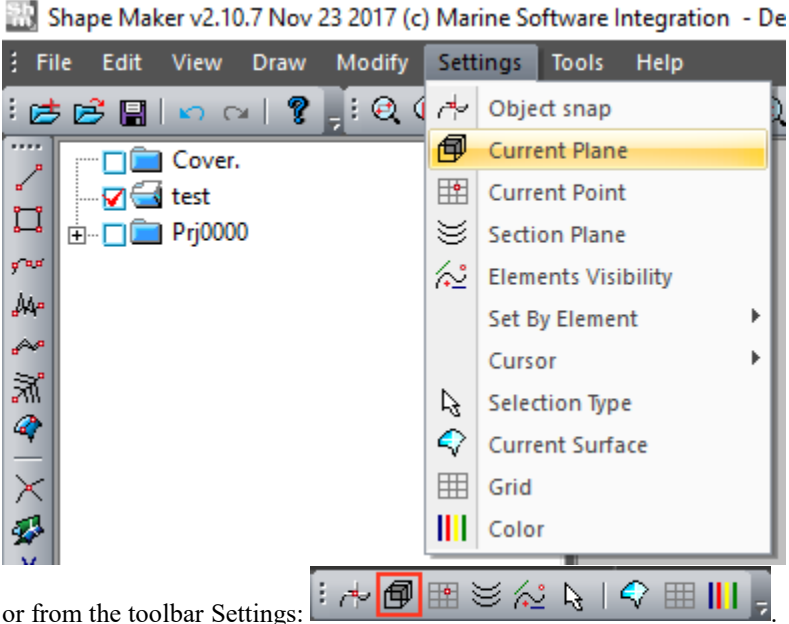 Shape Maker v2.10.7 Nov 23 2017 (c) Marine Software Integration - De
File Edit View Draw Modify Settings Tools Help
Object snap
Cover.
Current Plane
test
Current Point
Prj0000
Section Plane
Elements Visibility
Set By Element
Cursor
Selection Type
Current Surface
Grid
Color
or from the toolbar Settings: .